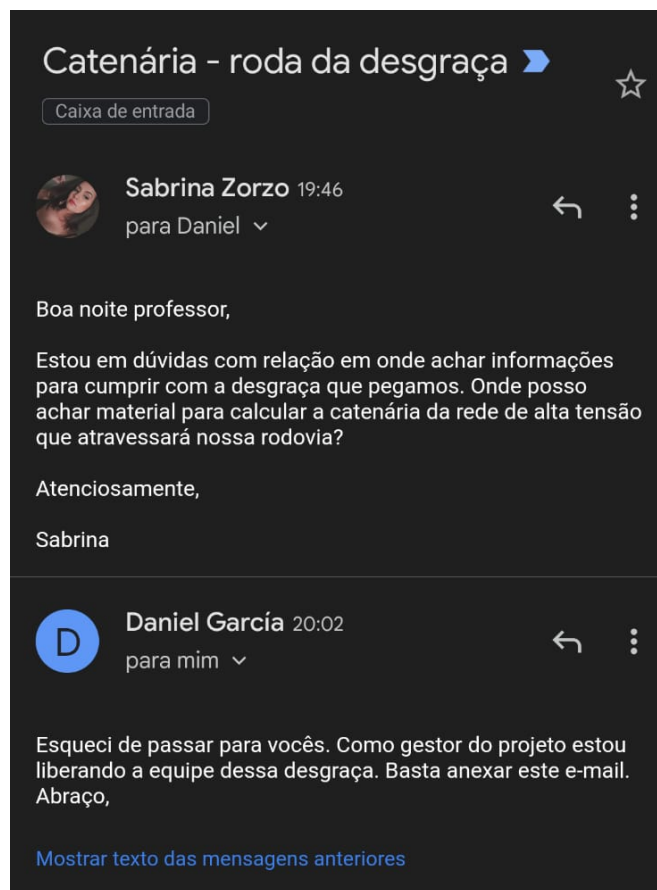 Catenária - roda da desgraça
Caixa de entrada
Sabrina Zorzo 19:46
para Daniel
Boa noite professor,
Estou em dúvidas com relação em onde achar informações
para cumprir com a desgraça que pegamos. Onde posso
achar material para calcular a catenária da rede de alta tensão
que atravessará nossa rodovia?
Atenciosamente,
Sabrina
D
Daniel García 20:02
para mim
Esqueci de passar para vocês. Como gestor do projeto estou
liberando a equipe dessa desgraça. Basta anexar este e-mail.
Abraço,
Mostrar texto das mensagens anteriores